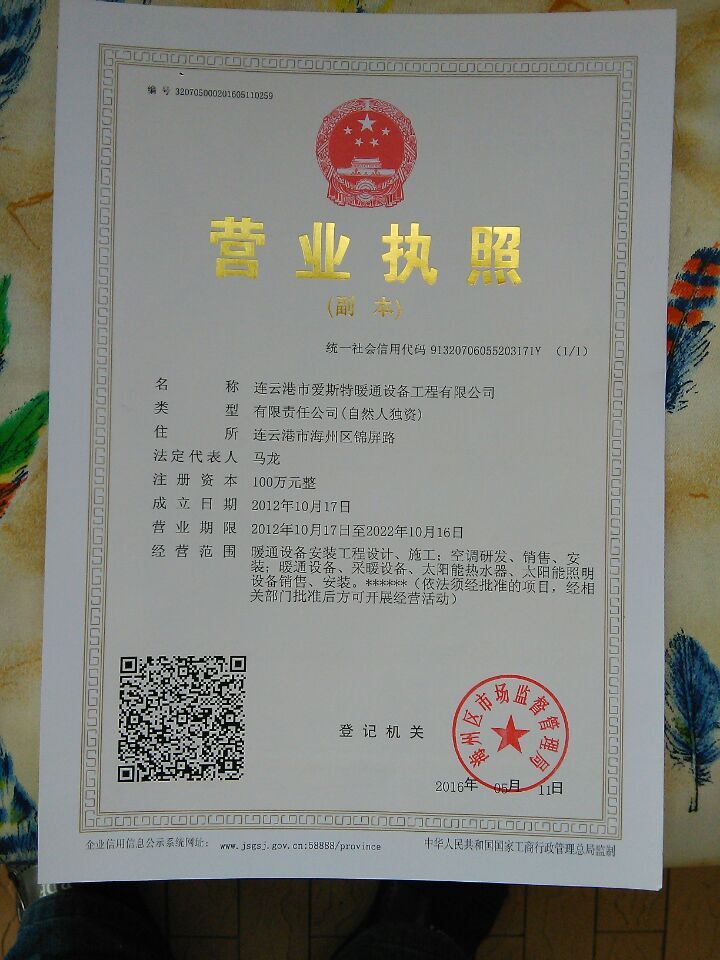 编 号 320705000201605110259
营业执照
(副 本)
统一社会信用代码 91320706055203171Y (1/1)
名 称 连云港市爱斯特暖通设备工程有限公司
类 型 有限责任公司(自然人独资)
住 所 连云港市海州区锦屏路
法定代表人 马龙
注册资本 100万元整
成立日期 2012年10月17日
营业期限 2012年10月17日至2022年10月16日
经营范围 暖通设备安装工程设计、施工；空调研发、销售、安
装；暖通设备、采暖设备、太阳能热水器、太阳能照明
设备销售、安装。******（依法须经批准的项目，经相
关部门批准后方可开展经营活动）
登记机关
海州区市场监督管理局
2016年 05月 11日
企业信用信息公示系统网址： www.jsgsj.gov.cn:58888/province
中华人民共和国国家工商行政管理总局监制